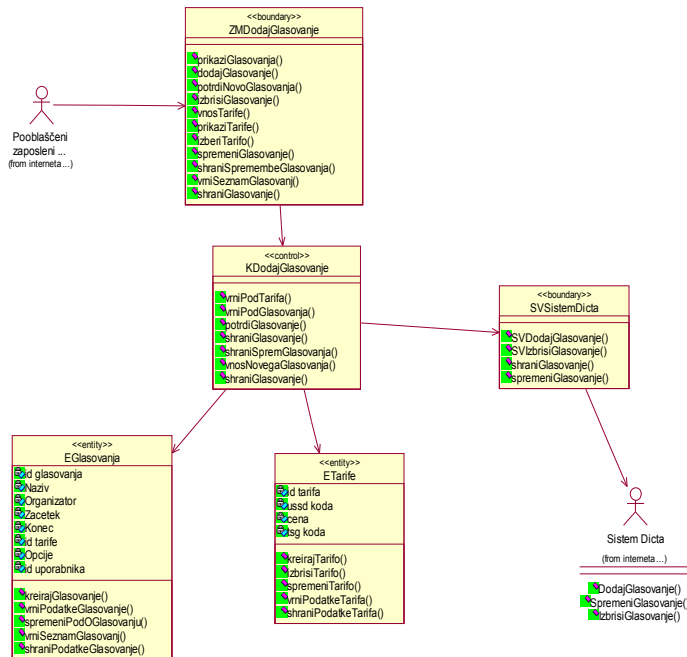 <<boundary>>
ZMDodajGlasovanje
prikaziGlasovanja()
dodajGlasovanje()
potrdiNovoGlasovanja()
izbrisiGlasovanje()
vnosTarife()
prikaziTarife()
izberiTarifo()
spremeniGlasovanje()
shraniSpremembeGlasovanja()
vrniSeznamGlasovanj()
shraniGlasovanje()
Pooblaščeni
zaposleni ...
(from interneta...)
<<control>>
KDodajGlasovanje
vrniPodTarifa()
vrniPodGlasovanja()
potrdiGlasovanje()
shraniGlasovanje()
shraniSpremGlasovanja()
vnosNovegaGlasovanja()
shraniGlasovanje()
<<boundary>>
SVSistemDicta
SVDodajGlasovanje()
SVIzbrisiGlasovanje()
shraniGlasovanje()
spremeniGlasovanje()
<<entity>>
EGlasovanja
id glasovanja
Naziv
Organizator
Zacetek
Konec
id tarife
Opcije
id uporabnika
kreirajGlasovanje()
vrniPodatkeGlasovanje()
spremeniPodOGlasovanju()
vrniSeznamGlasovanj()
shraniPodatkeGlasovanje()
<<entity>>
ETarife
id tarifa
ussd koda
cena
tsg koda
kreirajTarifo()
izbrisiTarifo()
spremeniTarifo()
vrniPodatkeTarifa()
shraniPodatkeTarifa()
Sistem Dicta
(from interneta...)
DodajGlasovanje()
SpremeniGlasovanje()
IzbrisiGlasovanje()